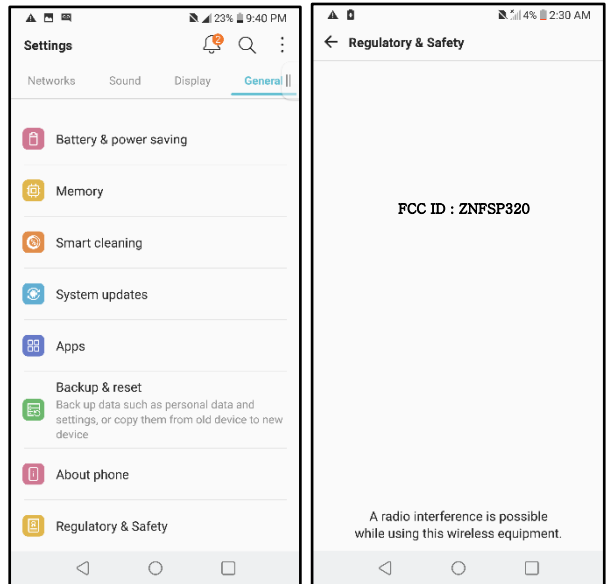 23% 9:40 PM
Settings
2
Networks Sound Display General
Battery & power saving
Memory
Smart cleaning
System updates
Apps
Backup & reset
Back up data such as personal data and
settings, or copy them from old device to new
device
About phone
Regulatory & Safety
4% 2:30 AM
Regulatory & Safety
FCC ID : ZNFSP320
A radio interference is possible
while using this wireless equipment.